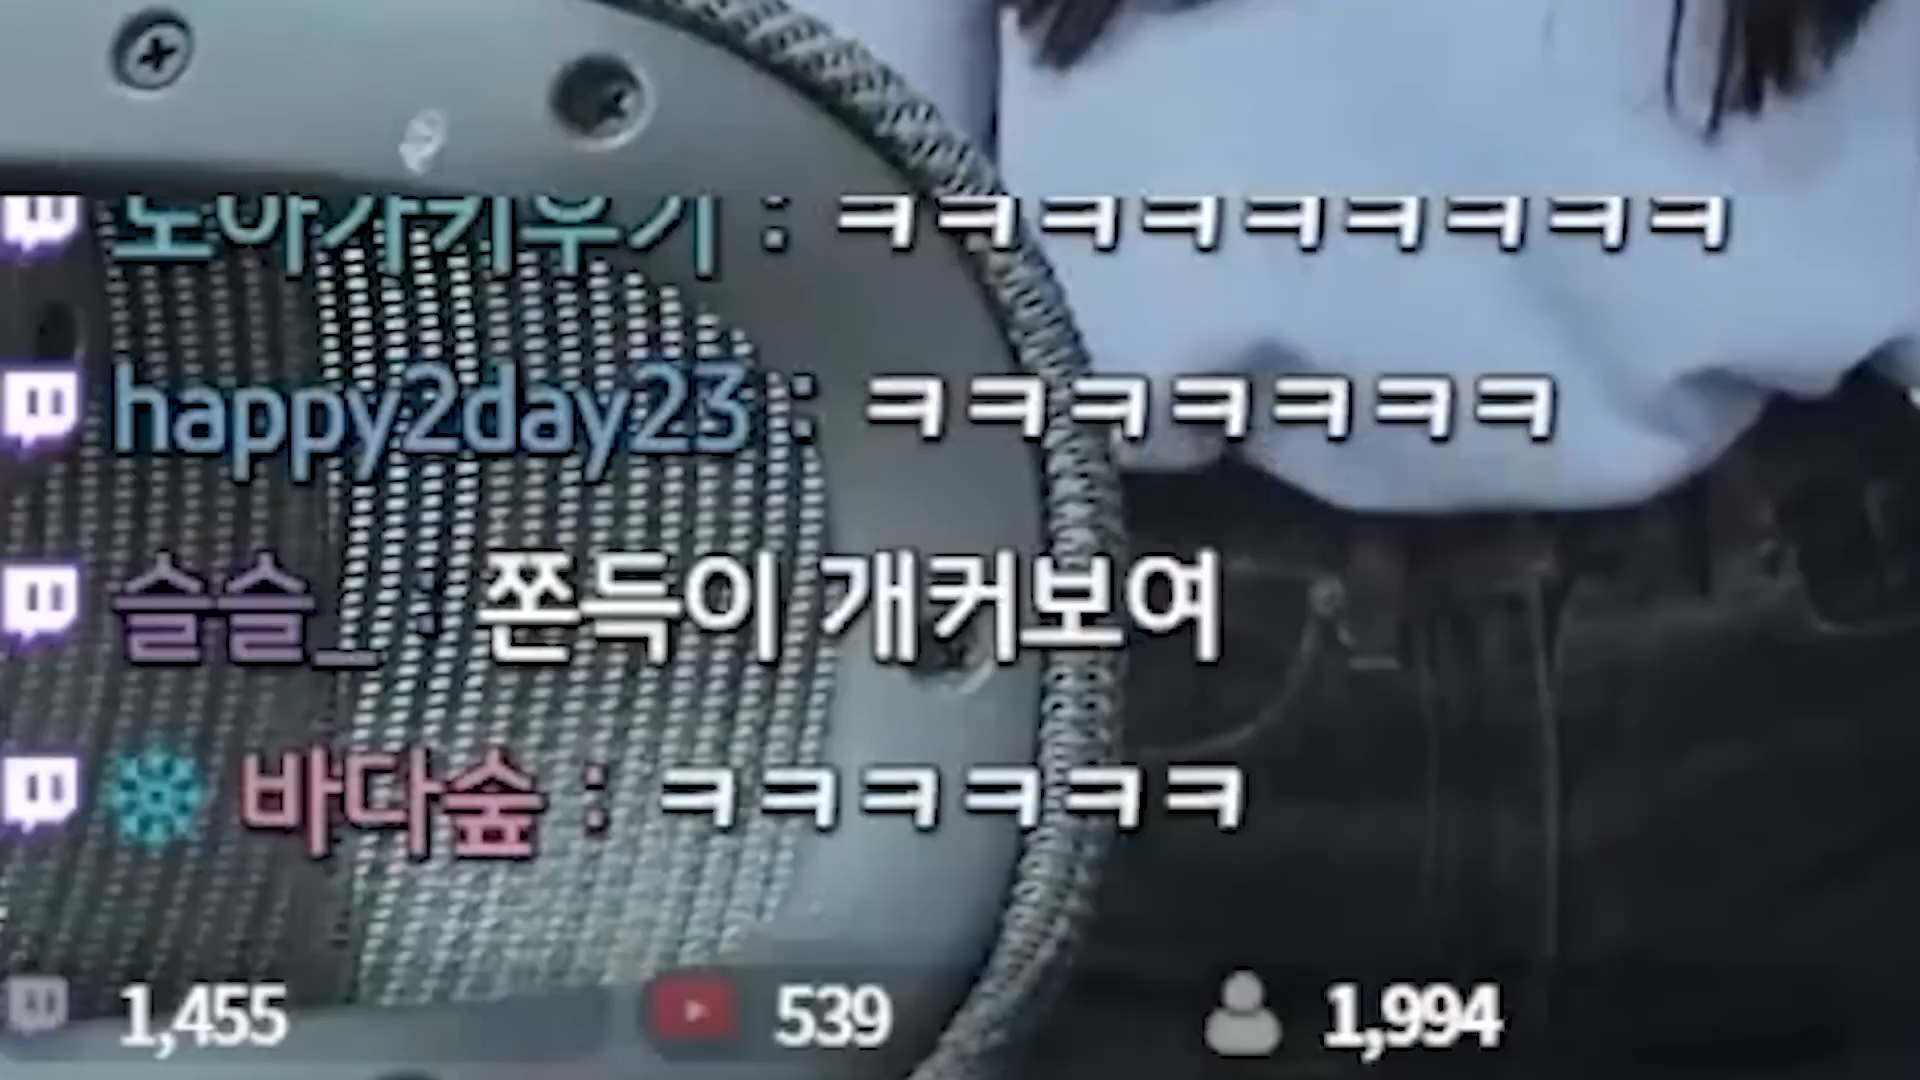 : ㅋㅋㅋㅋㅋㅋㅋㅋㅋ
happy2day23 : ㅋㅋㅋㅋㅋㅋㅋ
슬슬_ : 쫀득이 개커보여
바다숲 : ㅋㅋㅋㅋㅋㅋ
1,455 539 1,994